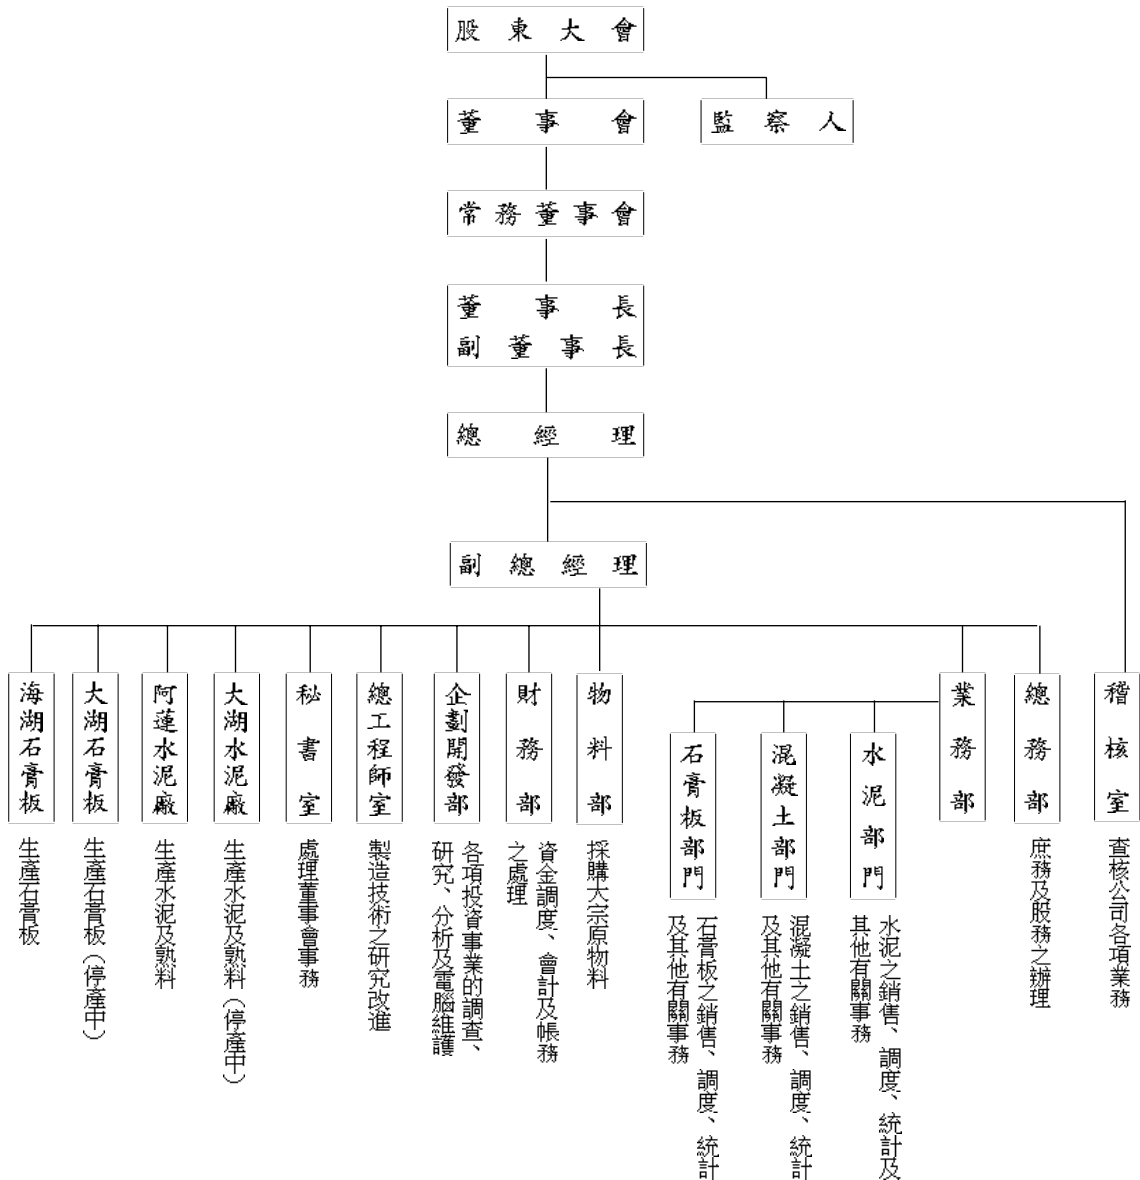 股東大會
董事會
監察人
常務董事會
董事長
副董事長
總經理
副總經理
稽核室
查核公司各項業務
總務部
庶務及股務之辦理
業務部
水泥部門
水泥之銷售、調度、統計及
其他有關事務
混凝土部門
混凝土之銷售、調度、統計
及其他有關事務
石膏板部門
石膏板之銷售、調度、統計
及其他有關事務
物料部
採購大宗原物料
財務部
資金調度、會計及帳務
之處理
企劃開發部
各項投資事業的調查、
研究、分析及電腦維護
總工程師室
製造技術之研究改進
秘書室
處理董事會事務
大湖水泥廠
生產水泥及熟料（停產中）
阿蓮水泥廠
生產水泥及熟料
大湖石膏板
生產石膏板（停產中）
海湖石膏板
生產石膏板